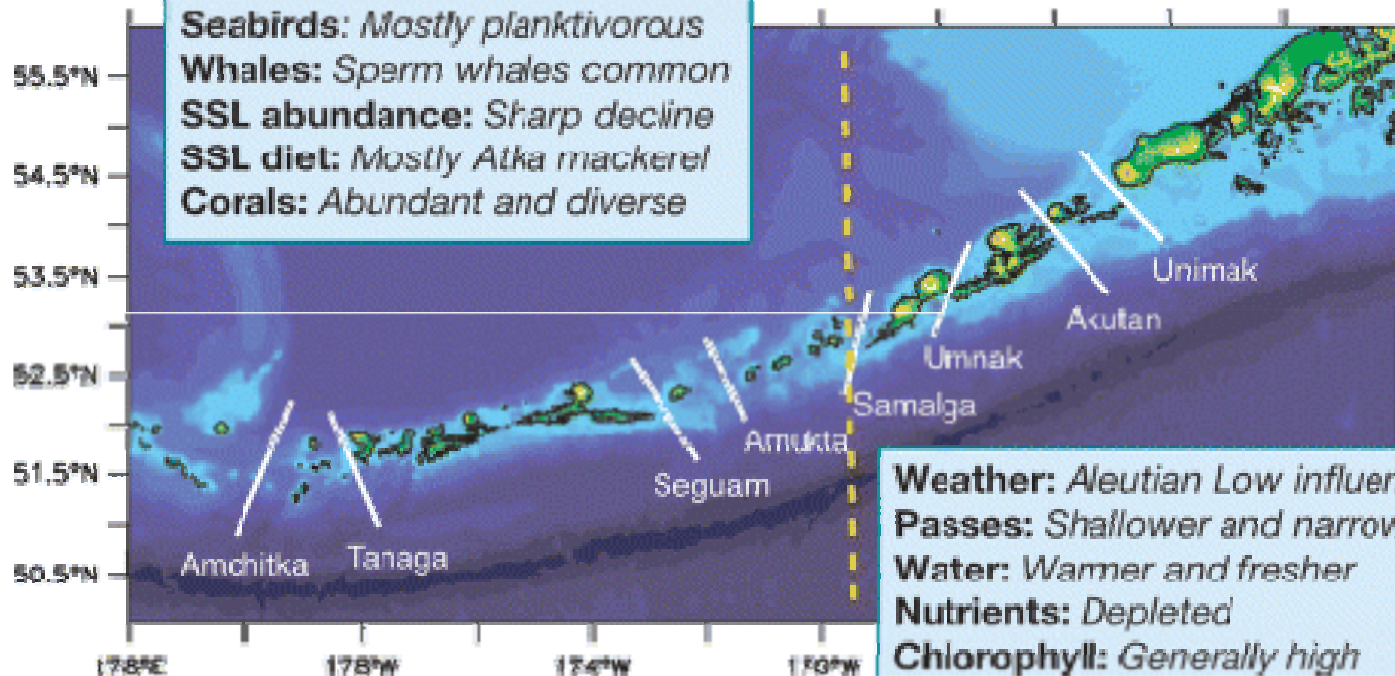 Seabirds: Mostly planktivorous
Whales: Sperm whales common
SSL abundance: Sharp decline
SSL diet: Mostly Atka mackerel
Corals: Abundant and diverse
55.5°N
54.5°N
53.5°N
52.5°N
51.5°N
50.5°N
Unimak
Akutan
Umnak
Samalga
Amukta
Seguam
Tanaga
Amchitka
Weather: Aleutian Low influen
Passes: Shallower and narrow
Water: Warmer and fresher
Nutrients: Depleted
Chlorophyll: Generally high
178°E
178°W
174°W
170°W